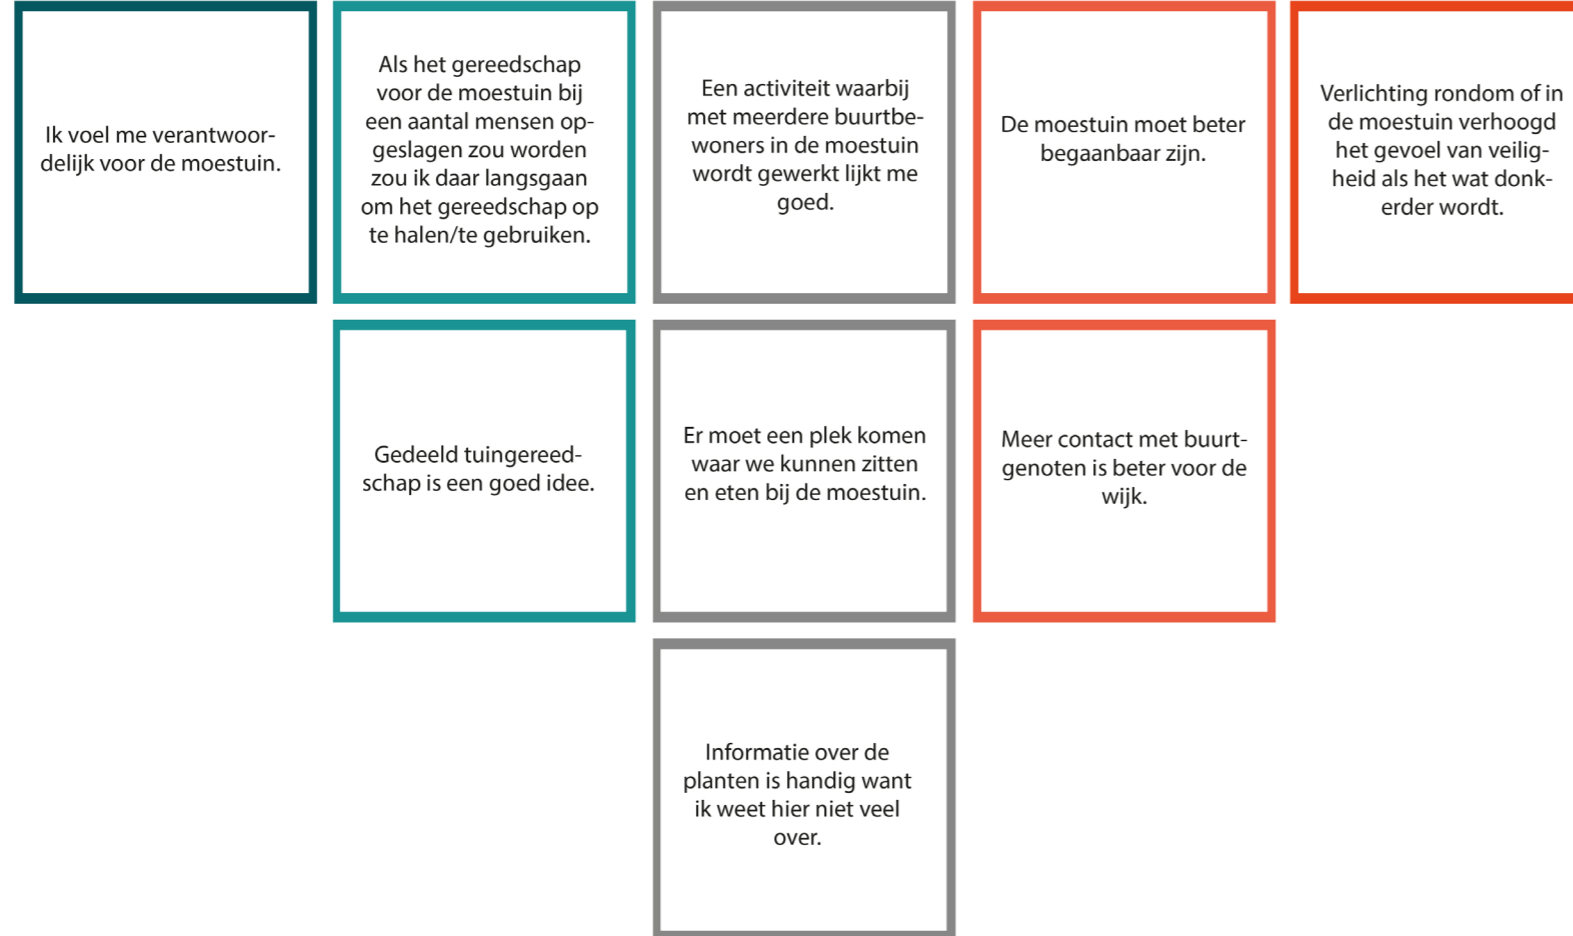 Ik voel me verantwoor-
delijk voor de moestuin.
Als het gereedschap
voor de moestuin bij
een aantal mensen op-
geslagen zou worden
zou ik daar langsgaan
om het gereedschap op
te halen/te gebruiken.
Een activiteit waarbij
met meerdere buurtbe-
woners in de moestuin
wordt gewerkt lijkt me
goed.
De moestuin moet beter
begaanbaar zijn.
Verlichting rondom of in
de moestuin verhoogd
het gevoel van veilig-
heid als het wat donk-
erder wordt.
Gedeeld tuingereed-
schap is een goed idee.
Er moet een plek komen
waar we kunnen zitten
en eten bij de moestuin.
Meer contact met buurt-
genoten is beter voor de
wijk.
Informatie over de
planten is handig want
ik weet hier niet veel
over.